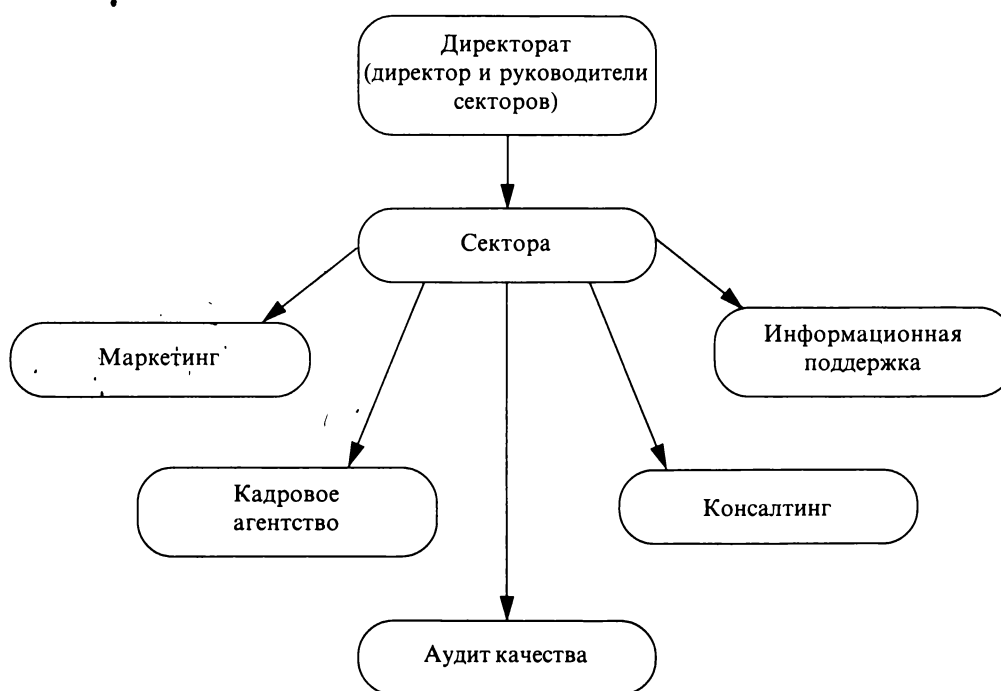 Директорат
(директор и руководители
секторов)
Сектора
Маркетинг
Информационная
поддержка
Кадровое
агентство
Консалтинг
Аудит качества